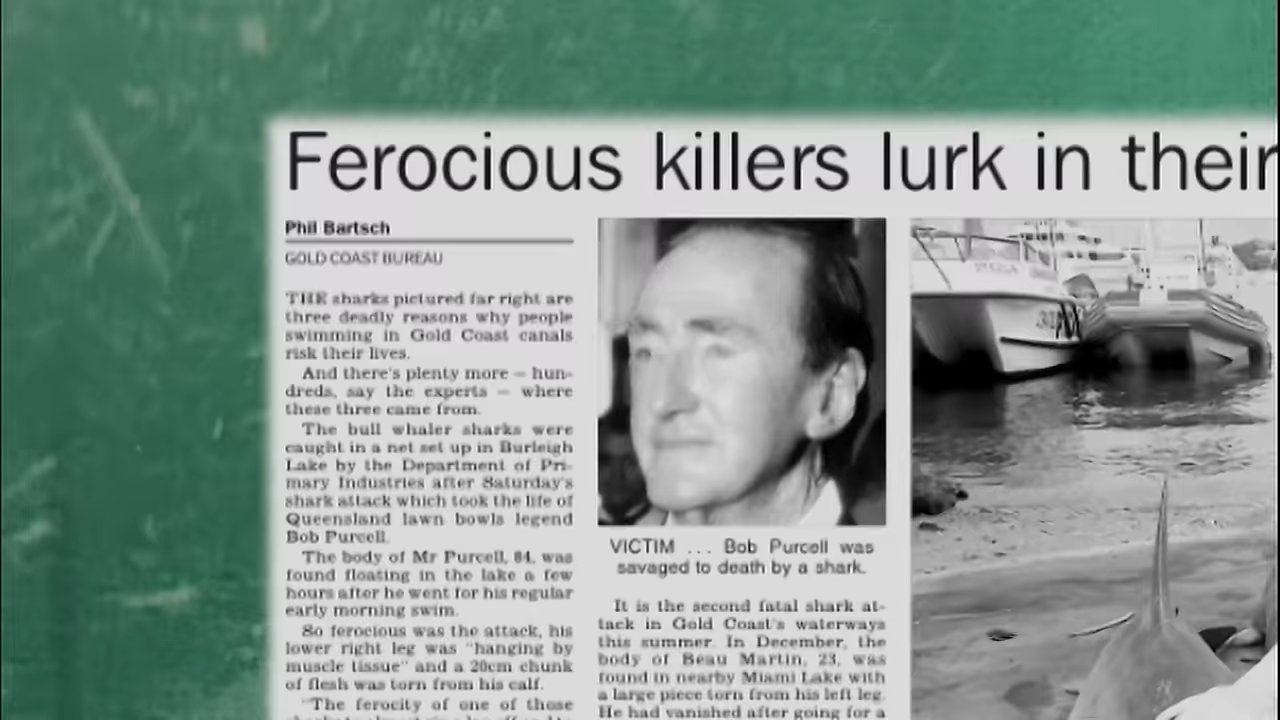 Ferocious killers lurk in their
Phil Bartsch
GOLD COAST BUREAU
THE sharks pictured far right are
three deadly reasons why people
swimming in Gold Coast canals
risk their lives.
And there's plenty more — hun-
dreds, say the experts — where
these three came from.
The bull whaler sharks were
caught in a net set up in Burleigh
Lake by the Department of Pri-
mary Industries after Saturday's
shark attack which took the life of
Queensland lawn bowls legend
Bob Purcell.
The body of Mr Purcell, 84, was
found floating in the lake a few
hours after he went for his regular
early morning swim.
So ferocious was the attack, his
lower right leg was "hanging by
muscle tissue" and a 20cm chunk
of flesh was torn from his calf.
"The ferocity of one of those
VICTIM ... Bob Purcell was
savaged to death by a shark.
It is the second fatal shark at-
tack in Gold Coast's waterways
this summer. In December, the
body of Beau Martin, 23, was
found in nearby Miami Lake with
a large piece torn from his left leg.
He had vanished after going for a